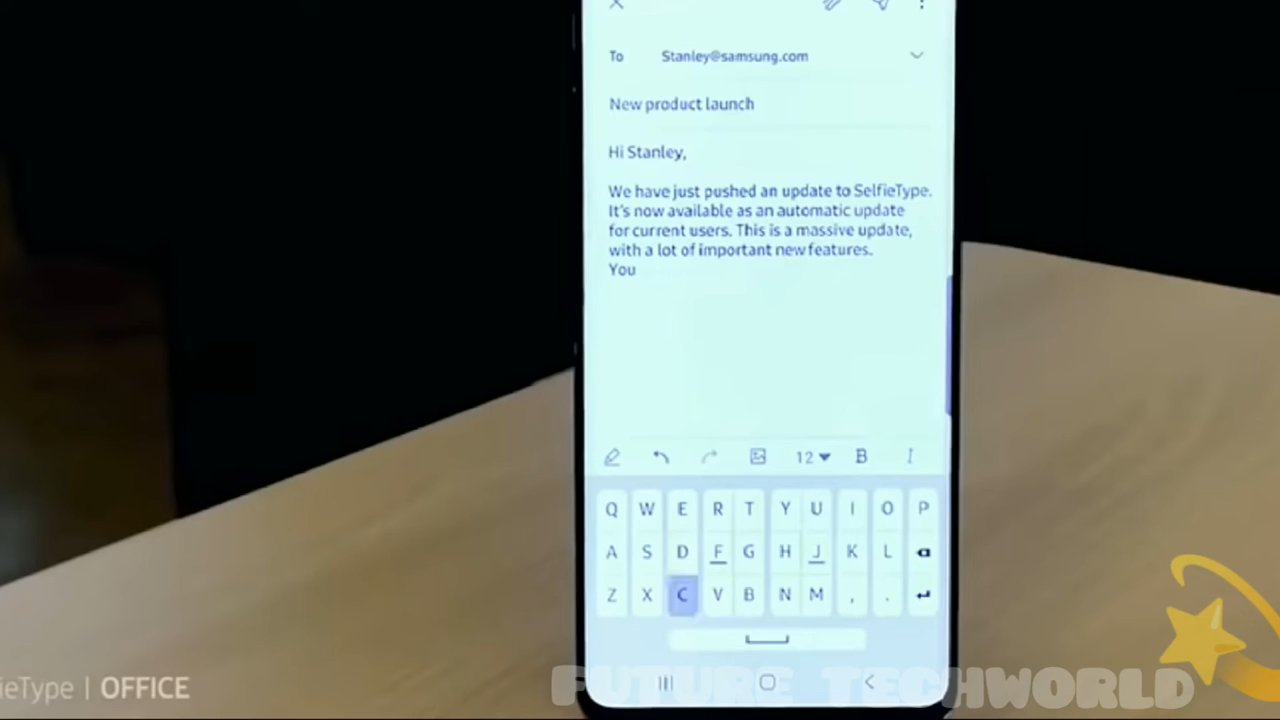 To Stanley@samsung.com
New product launch
Hi Stanley,
We have just pushed an update to SelfieType.
It's now available as an automatic update
for current users. This is a massive update,
with a lot of important new features.
You
12 B I
Q W E R T Y U I O P
A S D F G H J K L
Z X C V B N M , .
ieType | OFFICE
FUTURE TECHWORLD